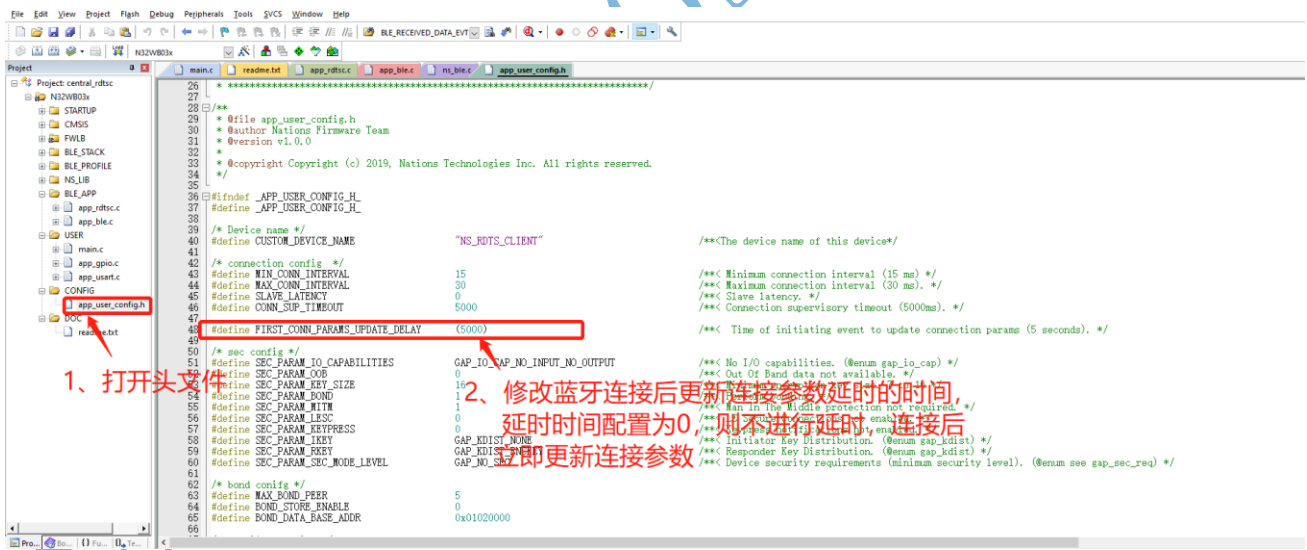 File Edit View Project Flash Debug Peripherals Tools SVCS Window Help
BLE_RECEIVED_DATA_EVT
N32WB03x
Project
main.c readme.txt app_rdtsc.c app_ble.c ns_ble.c app_user_config.h
Project: central_rdtsc
N32WB03x
STARTUP
CMSIS
FWLB
BLE_STACK
BLE_PROFILE
NS_LIB
BLE_APP
app_rdtsc.c
app_ble.c
USER
main.c
app_gpio.c
app_usart.c
CONFIG
app_user_config.h
DOC
readme.txt
1、打开头文件
26 * *****************************************************************************/
27
28 /**
29 * @file app_user_config.h
30 * @author Nations Firmware Team
31 * @version v1.0.0
32 *
33 * @copyright Copyright (c) 2019, Nations Technologies Inc. All rights reserved.
34 */
35
36 #ifndef _APP_USER_CONFIG_H_
37 #define _APP_USER_CONFIG_H_
38
39 /* Device name */
40 #define CUSTOM_DEVICE_NAME "NS_RDTS_CLIENT" /**<The device name of this device*/
41
42 /* connection config */
43 #define MIN_CONN_INTERVAL 15 /**< Minimum connection interval (15 ms) */
44 #define MAX_CONN_INTERVAL 30 /**< Maximum connection interval (30 ms). */
45 #define SLAVE_LATENCY 0 /**< Slave latency. */
46 #define CONN_SUP_TIMEOUT 5000 /**< Connection supervisory timeout (5000ms). */
47
48 #define FIRST_CONN_PARAMS_UPDATE_DELAY (5000) /**< Time of initiating event to update connection params (5 seconds). */
49
50 /* sec config */
51 #define SEC_PARAM_IO_CAPABILITIES GAP_IO_CAP_NO_INPUT_NO_OUTPUT /**< No I/O capabilities. (@enum gap_io_cap) */
52 #define SEC_PARAM_OOB 0 /**< Out Of Band data not available. */
53 #define SEC_PARAM_KEY_SIZE 16
54 #define SEC_PARAM_BOND 1
55 #define SEC_PARAM_MITM 1 /**< Man In The Middle protection not required. */
56 #define SEC_PARAM_LESC 0
57 #define SEC_PARAM_KEYPRESS 0
58 #define SEC_PARAM_IKEY GAP_KDIST_NONE /**< Initiator Key Distribution. (@enum gap_kdist) */
59 #define SEC_PARAM_RKEY /**< Responder Key Distribution. (@enum gap_kdist) */
60 #define SEC_PARAM_SEC_MODE_LEVEL GAP_NO_SEC /**< Device security requirements (minimum security level). (@enum see gap_sec_req) */
61
62 /* bond conifg */
63 #define MAX_BOND_PEER 5
64 #define BOND_STORE_ENABLE 0
65 #define BOND_DATA_BASE_ADDR 0x01020000
66
2、修改蓝牙连接后更新连接参数延时的时间,
延时时间配置为0,则不进行延时,连接后
立即更新连接参数
Pro... Bo... {} Fu... Te...